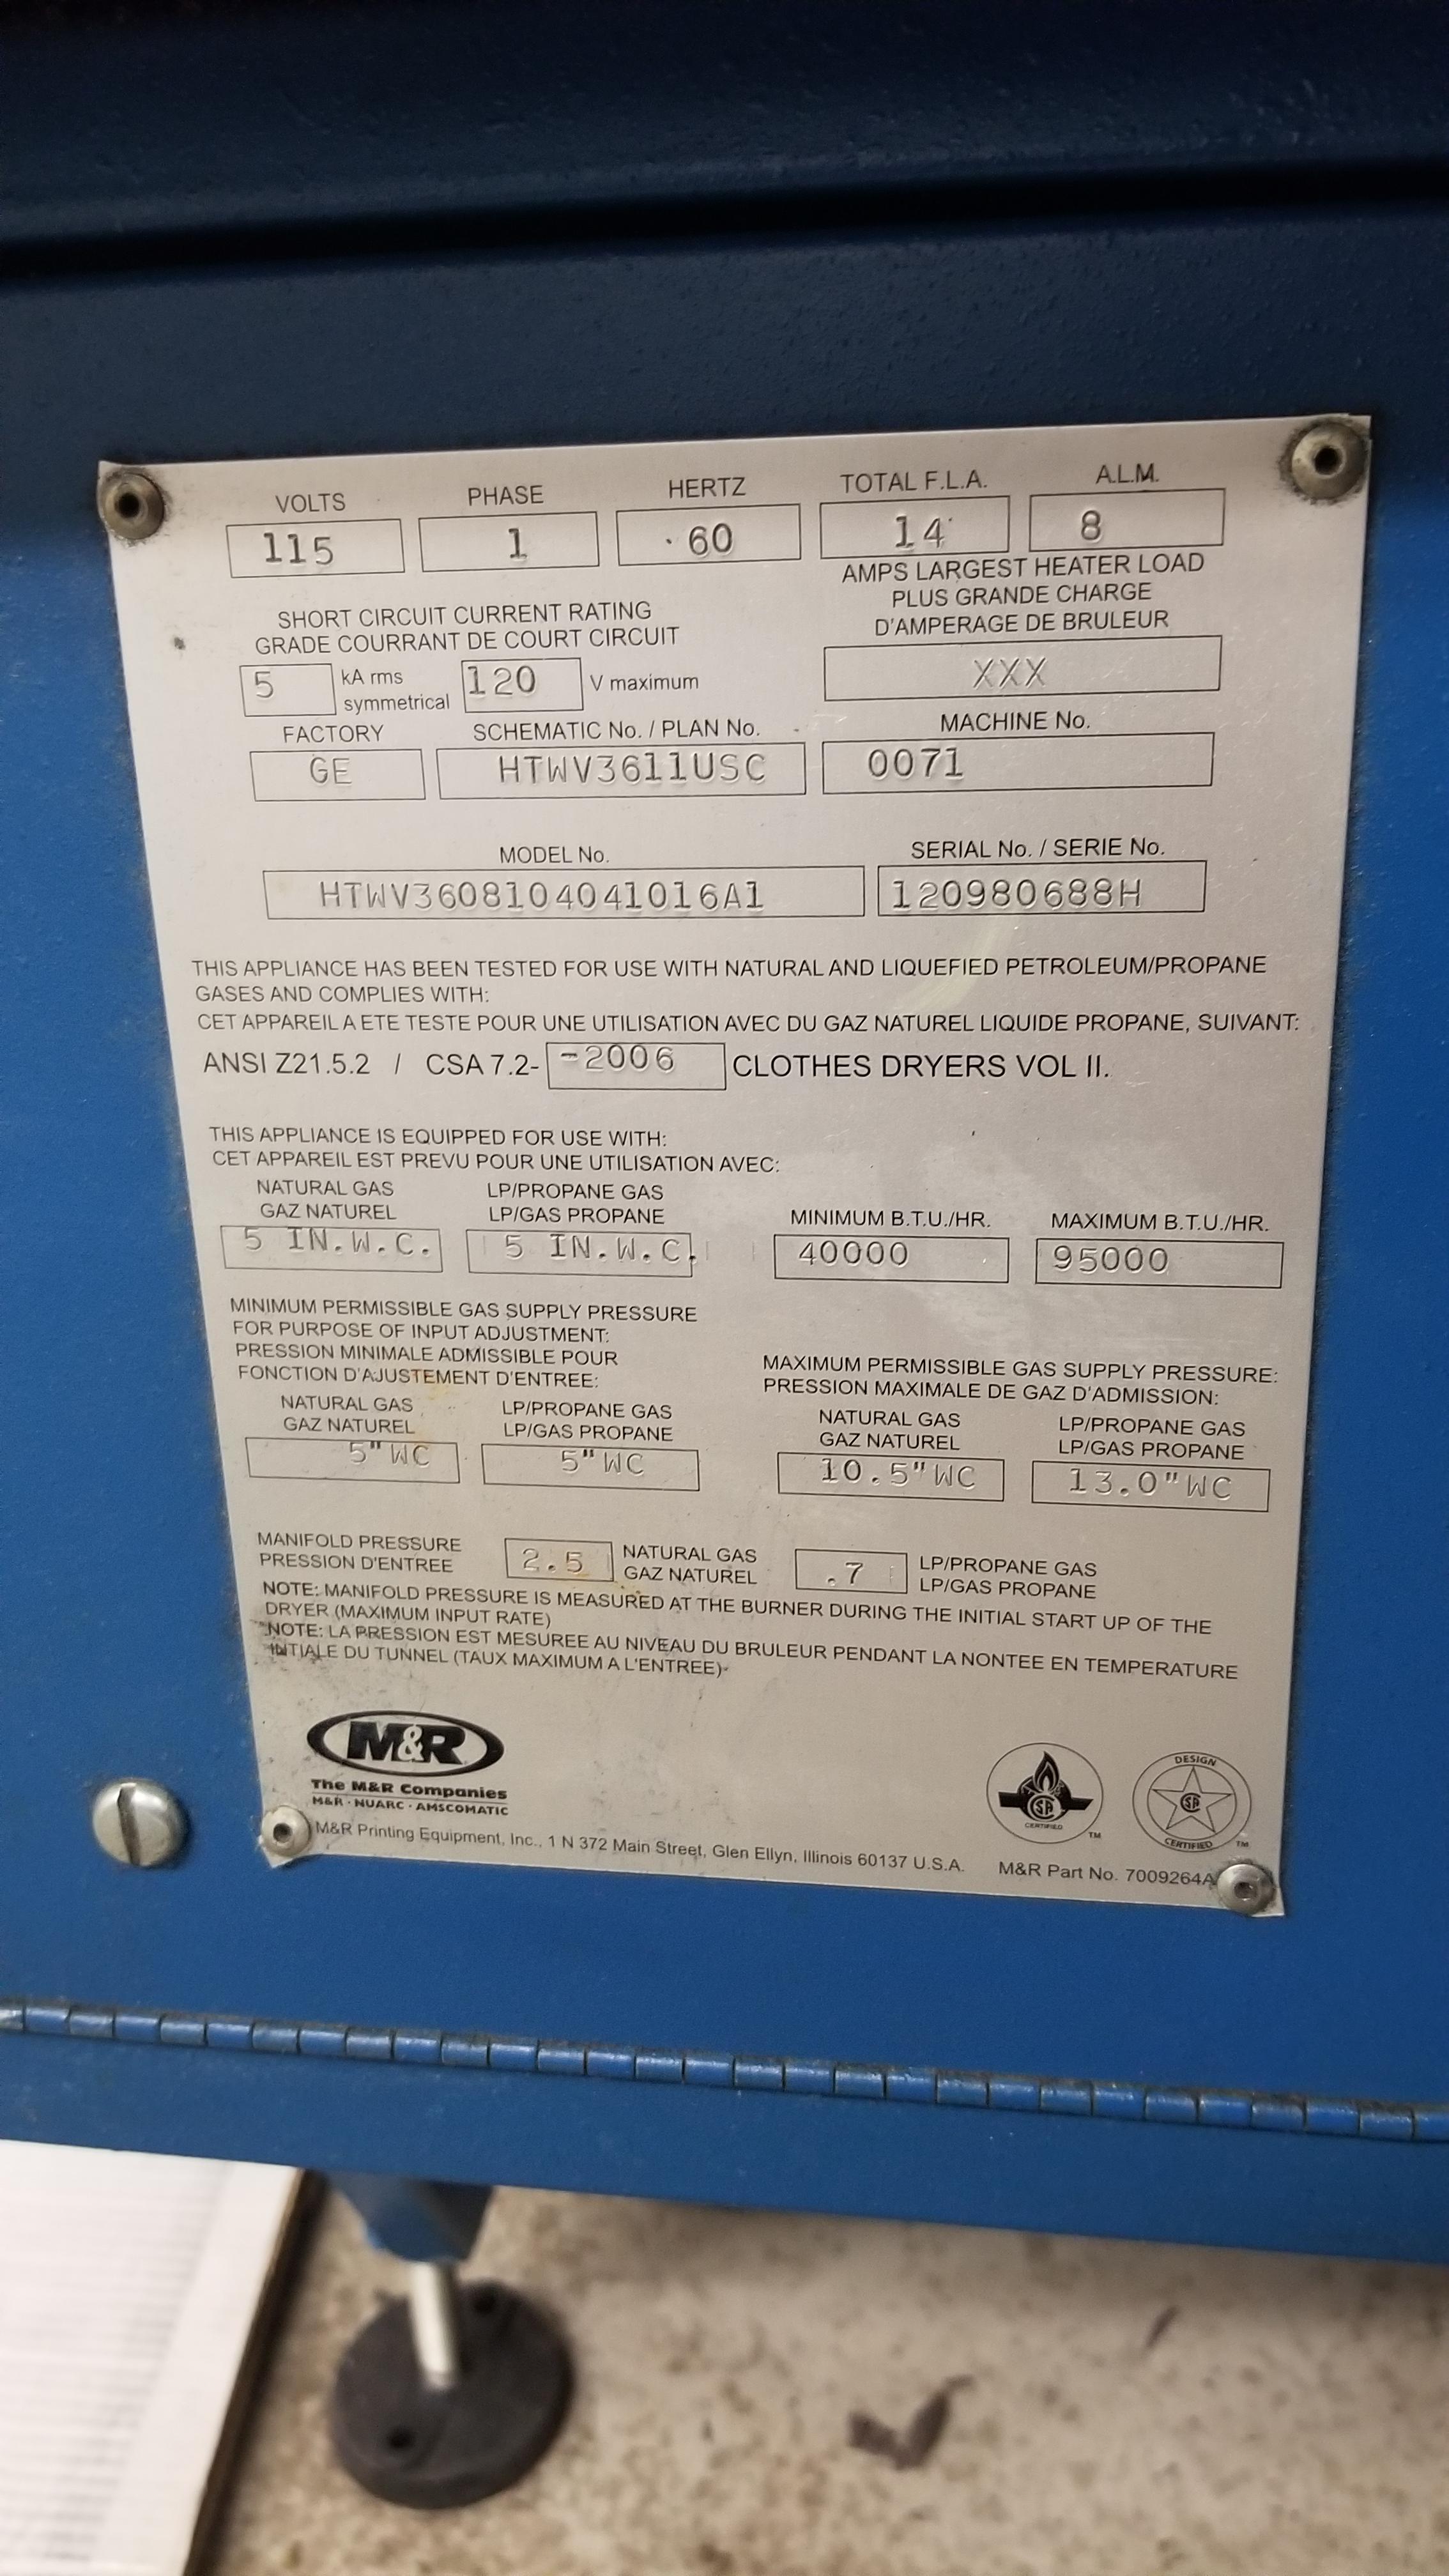 VOLTS PHASE HERTZ TOTAL F.L.A. A.L.M.
115 1 60 14 8
AMPS LARGEST HEATER LOAD
PLUS GRANDE CHARGE
D'AMPERAGE DE BRULEUR
XXX
SHORT CIRCUIT CURRENT RATING
GRADE COURRANT DE COURT CIRCUIT
5 kA rms symmetrical 120 V maximum
FACTORY SCHEMATIC No. / PLAN No. MACHINE No.
GE HTWV3611USC 0071
MODEL No. SERIAL No. / SERIE No.
HTWV3608104041016A1 120980688H
THIS APPLIANCE HAS BEEN TESTED FOR USE WITH NATURAL AND LIQUEFIED PETROLEUM/PROPANE
GASES AND COMPLIES WITH:
CET APPAREIL A ETE TESTE POUR UNE UTILISATION AVEC DU GAZ NATUREL LIQUIDE PROPANE, SUIVANT:
ANSI Z21.5.2 / CSA 7.2- -2006 CLOTHES DRYERS VOL II.
THIS APPLIANCE IS EQUIPPED FOR USE WITH:
CET APPAREIL EST PREVU POUR UNE UTILISATION AVEC:
NATURAL GAS LP/PROPANE GAS
GAZ NATUREL LP/GAS PROPANE MINIMUM B.T.U./HR. MAXIMUM B.T.U./HR.
5 IN.W.C. 5 IN.W.C. 40000 95000
MINIMUM PERMISSIBLE GAS SUPPLY PRESSURE
FOR PURPOSE OF INPUT ADJUSTMENT:
PRESSION MINIMALE ADMISSIBLE POUR
FONCTION D'AJUSTEMENT D'ENTREE:
NATURAL GAS LP/PROPANE GAS
GAZ NATUREL LP/GAS PROPANE
5"WC 5"WC
MAXIMUM PERMISSIBLE GAS SUPPLY PRESSURE:
PRESSION MAXIMALE DE GAZ D'ADMISSION:
NATURAL GAS LP/PROPANE GAS
GAZ NATUREL LP/GAS PROPANE
10.5"WC 13.0"WC
MANIFOLD PRESSURE 2.5 NATURAL GAS .7 LP/PROPANE GAS
PRESSION D'ENTREE GAZ NATUREL LP/GAS PROPANE
NOTE: MANIFOLD PRESSURE IS MEASURED AT THE BURNER DURING THE INITIAL START UP OF THE
DRYER (MAXIMUM INPUT RATE)
NOTE: LA PRESSION EST MESUREE AU NIVEAU DU BRULEUR PENDANT LA NONTEE EN TEMPERATURE
INITIALE DU TUNNEL (TAUX MAXIMUM A L'ENTREE)
M&R
The M&R Companies
M&R · NUARC · AMSCOMATIC
CERTIFIED TM
DESIGN CERTIFIED TM
M&R Printing Equipment, Inc., 1 N 372 Main Street, Glen Ellyn, Illinois 60137 U.S.A. M&R Part No. 7009264A